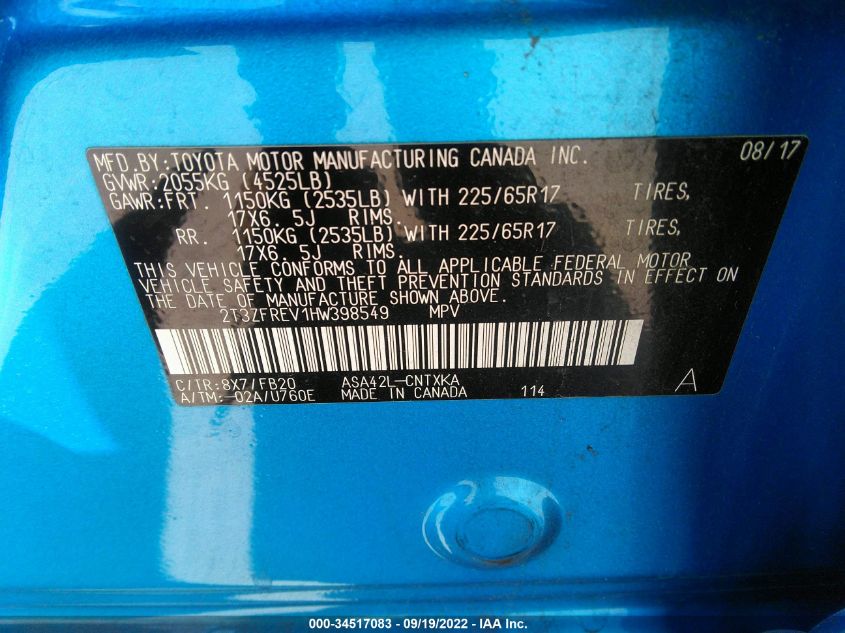 MFD.BY:TOYOTA MOTOR MANUFACTURING CANADA INC. 08/17
GVWR:2055KG (4525LB)
GAWR:FRT. 1150KG (2535LB) WITH 225/65R17 TIRES,
17X6. 5J RIMS.
RR. 1150KG (2535LB) WITH 225/65R17 TIRES,
17X6. 5J RIMS.
THIS VEHICLE CONFORMS TO ALL APPLICABLE FEDERAL MOTOR
VEHICLE SAFETY AND THEFT PREVENTION STANDARDS IN EFFECT ON
THE DATE OF MANUFACTURE SHOWN ABOVE.
2T3ZFREV1HW398549 MPV
C/TR:8X7/FB20 ASA42L-CNTXKA
A/TM:-02A/U760E MADE IN CANADA 114 A
000-34517083 - 09/19/2022 - IAA Inc.